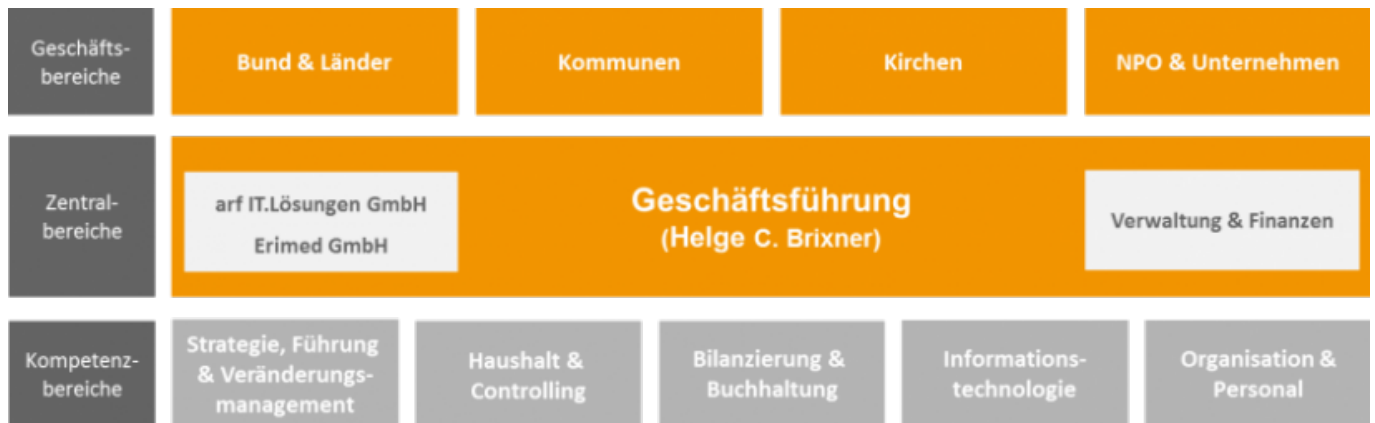 Geschäfts-
bereiche
Bund & Länder
Kommunen
Kirchen
NPO & Unternehmen
Zentral-
bereiche
arf IT.Lösungen GmbH
Erimed GmbH
Geschäftsführung
(Helge C. Brixner)
Verwaltung & Finanzen
Kompetenz-
bereiche
Strategie, Führung
& Veränderungs-
management
Haushalt &
Controlling
Bilanzierung &
Buchhaltung
Informations-
technologie
Organisation &
Personal